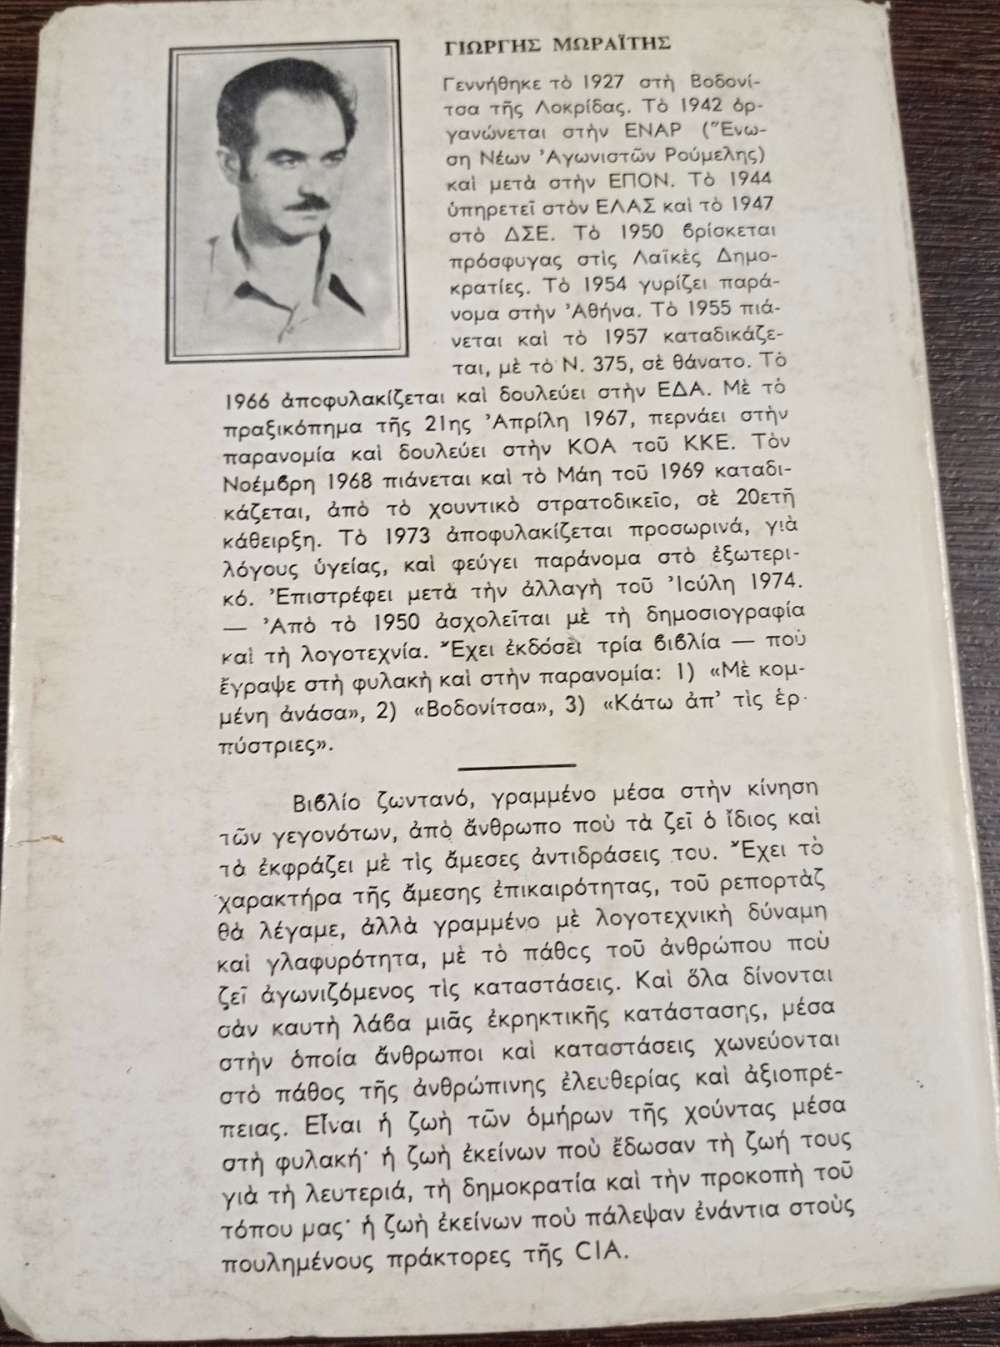 ΓΙΩΡΓΗΣ ΜΩΡΑΪΤΗΣ
Γεννήθηκε τὸ 1927 στὴ Βοδονί-
τσα τῆς Λοκρίδας. Τὸ 1942 ὀρ-
γανώνεται στὴν ΕΝΑΡ (Ἕνω-
ση Νέων Ἀγωνιστῶν Ρούμελης)
καὶ μετὰ στὴν ΕΠΟΝ. Τὸ 1944
ὑπηρετεῖ στὸν ΕΛΑΣ καὶ τὸ 1947
στὸ ΔΣΕ. Τὸ 1950 βρίσκεται
πρόσφυγας στὶς Λαϊκὲς Δημο-
κρατίες. Τὸ 1954 γυρίζει παρά-
νομα στὴν Ἀθήνα. Τὸ 1955 πιά-
νεται καὶ τὸ 1957 καταδικάζε-
ται, μὲ τὸ Ν. 375, σὲ θάνατο. Τὸ
1966 ἀποφυλακίζεται καὶ δουλεύει στὴν ΕΔΑ. Μὲ τὸ
πραξικόπημα τῆς 21ης Ἀπρίλη 1967, περνάει στὴν
παρανομία καὶ δουλεύει στὴν ΚΟΑ τοῦ ΚΚΕ. Τὸν
Νοέμβρη 1968 πιάνεται καὶ τὸ Μάη τοῦ 1969 καταδι-
κάζεται, ἀπὸ τὸ χουντικὸ στρατοδικεῖο, σὲ 20ετῆ
κάθειρξη. Τὸ 1973 ἀποφυλακίζεται προσωρινά, γιὰ
λόγους ὑγείας, καὶ φεύγει παράνομα στὸ ἐξωτερι-
κό. Ἐπιστρέφει μετὰ τὴν ἀλλαγὴ τοῦ Ἰούλη 1974.
— Ἀπὸ τὸ 1950 ἀσχολεῖται μὲ τὴ δημοσιογραφία
καὶ τὴ λογοτεχνία. Ἔχει ἐκδόσει τρία βιβλία — ποὺ
ἔγραψε στὴ φυλακὴ καὶ στὴν παρανομία: 1) «Μὲ κομ-
μένη ἀνάσα», 2) «Βοδονίτσα», 3) «Κάτω ἀπ' τὶς ἑρ-
πύστριες».
Βιβλίο ζωντανό, γραμμένο μέσα στὴν κίνηση
τῶν γεγονότων, ἀπὸ ἄνθρωπο ποὺ τὰ ζεῖ ὁ ἴδιος καὶ
τὰ ἐκφράζει μὲ τὶς ἄμεσες ἀντιδράσεις του. Ἔχει τὸ
χαρακτήρα τῆς ἄμεσης ἐπικαιρότητας, τοῦ ρεπορτὰζ
θὰ λέγαμε, ἀλλὰ γραμμένο μὲ λογοτεχνικὴ δύναμη
καὶ γλαφυρότητα, μὲ τὸ πάθος τοῦ ἀνθρώπου ποὺ
ζεῖ ἀγωνιζόμενος τὶς καταστάσεις. Καὶ ὅλα δίνονται
σὰν καυτὴ λάβα μιᾶς ἐκρηκτικῆς κατάστασης, μέσα
στὴν ὁποία ἄνθρωποι καὶ καταστάσεις χωνεύονται
στὸ πάθος τῆς ἀνθρώπινης ἐλευθερίας καὶ ἀξιοπρέ-
πειας. Εἶναι ἡ ζωὴ τῶν ὁμήρων τῆς χούντας μέσα
στὴ φυλακή· ἡ ζωὴ ἐκείνων ποὺ ἔδωσαν τὴ ζωή τους
γιὰ τὴ λευτεριά, τὴ δημοκρατία καὶ τὴν προκοπὴ τοῦ
τόπου μας· ἡ ζωὴ ἐκείνων ποὺ πάλεψαν ἐνάντια στοὺς
πουλημένους πράκτορες τῆς CIA.